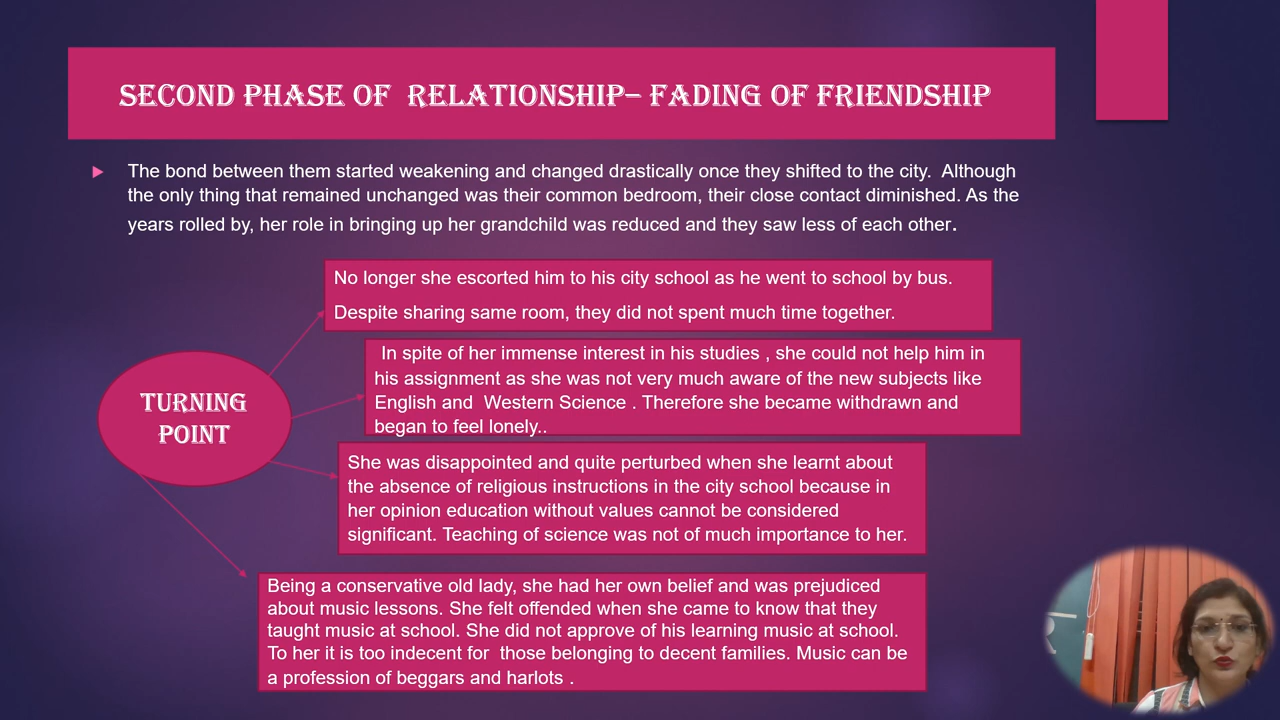 SECOND PHASE OF  RELATIONSHIP– FADING OF FRIENDSHIP
The bond between them started weakening and changed drastically once they shifted to the city.  Although
the only thing that remained unchanged was their common bedroom, their close contact diminished. As the
years rolled by, her role in bringing up her grandchild was reduced and they saw less of each other.
No longer she escorted him to his city school as he went to school by bus.
Despite sharing same room, they did not spent much time together.
In spite of her immense interest in his studies , she could not help him in
his assignment as she was not very much aware of the new subjects like
English and  Western Science . Therefore she became withdrawn and
began to feel lonely..
TURNING
POINT
She was disappointed and quite perturbed when she learnt about
the absence of religious instructions in the city school because in
her opinion education without values cannot be considered
significant. Teaching of science was not of much importance to her.
Being a conservative old lady, she had her own belief and was prejudiced
about music lessons. She felt offended when she came to know that they
taught music at school. She did not approve of his learning music at school.
To her it is too indecent for  those belonging to decent families. Music can be
a profession of beggars and harlots .